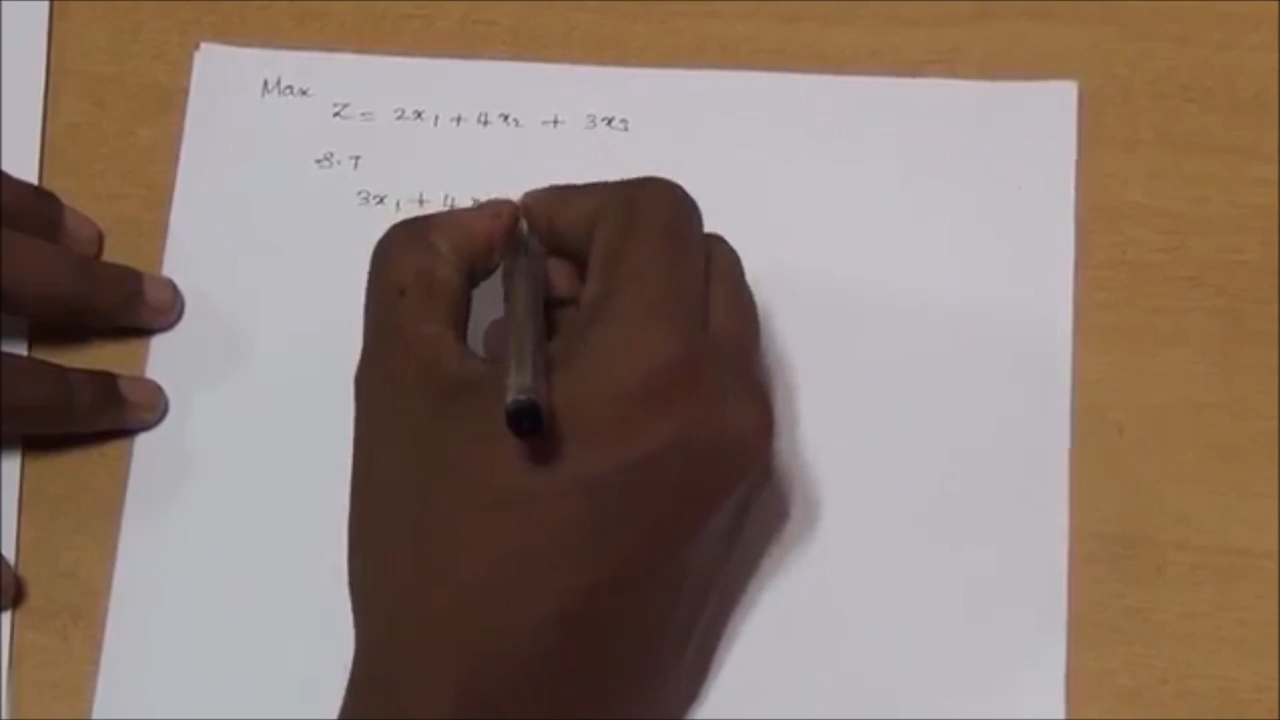 Max
Z = 2x₁ + 4x₂ + 3x₃
S.T
3x₁ + 4